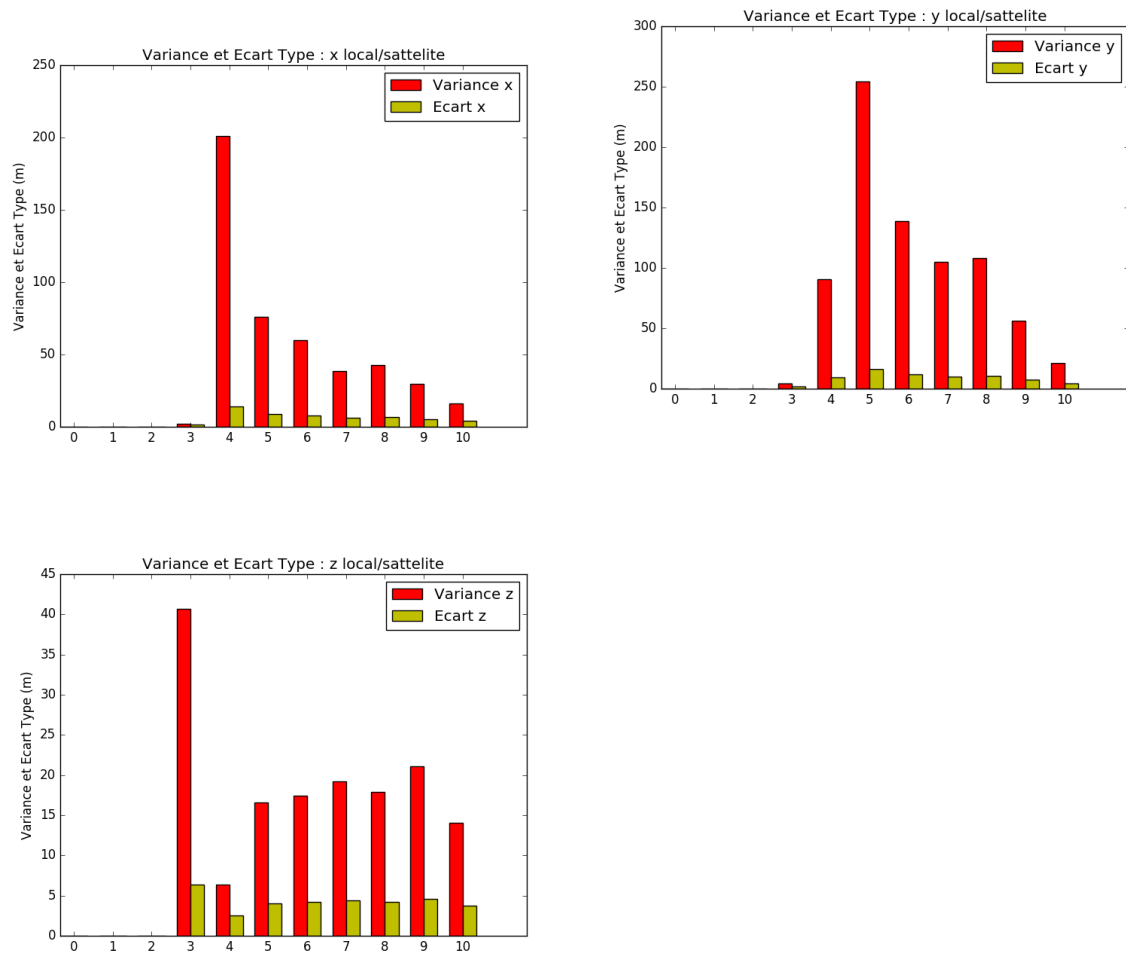 Variance et Ecart Type : x local/sattelite
Variance x
Ecart x
Variance et Ecart Type (m)
250
200
150
100
50
0
0 1 2 3 4 5 6 7 8 9 10
Variance et Ecart Type : y local/sattelite
Variance y
Ecart y
Variance et Ecart Type (m)
300
250
200
150
100
50
0
0 1 2 3 4 5 6 7 8 9 10
Variance et Ecart Type : z local/sattelite
Variance z
Ecart z
Variance et Ecart Type (m)
45
40
35
30
25
20
15
10
5
0
0 1 2 3 4 5 6 7 8 9 10